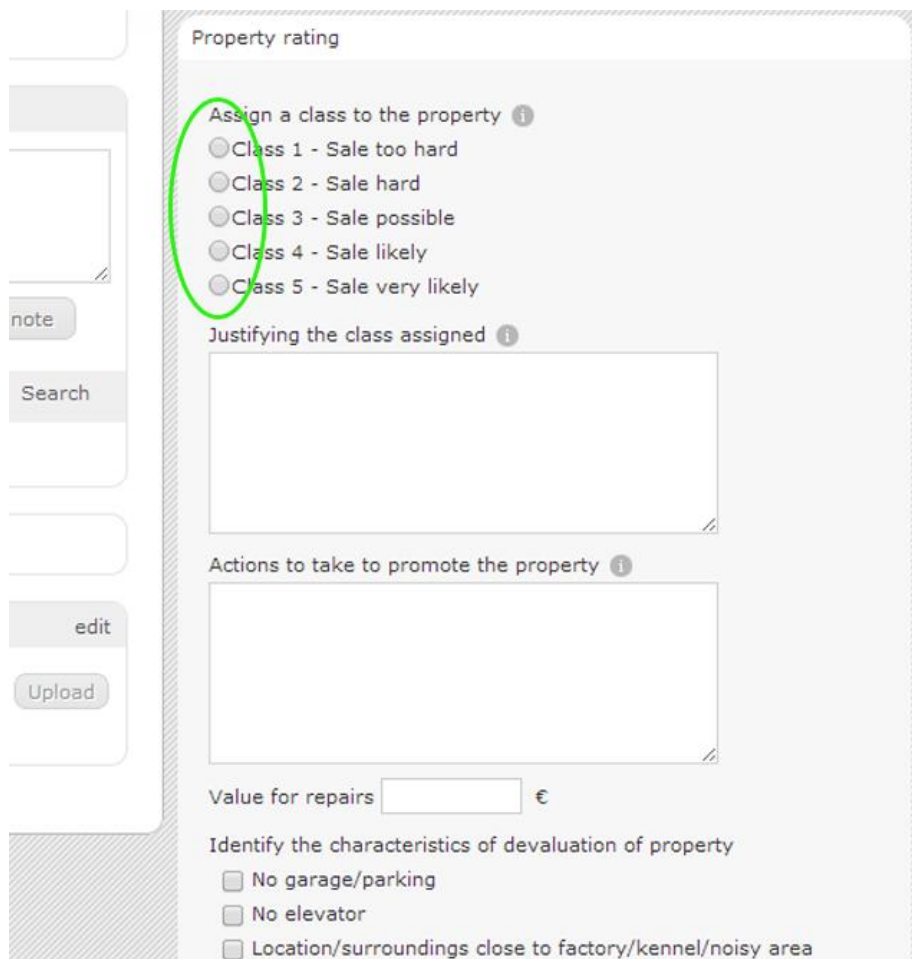 Property rating
Assign a class to the property
Class 1 - Sale too hard
Class 2 - Sale hard
Class 3 - Sale possible
Class 4 - Sale likely
Class 5 - Sale very likely
note
Justifying the class assigned
Search
Actions to take to promote the property
edit
Upload
Value for repairs €
Identify the characteristics of devaluation of property
No garage/parking
No elevator
Location/surroundings close to factory/kennel/noisy area